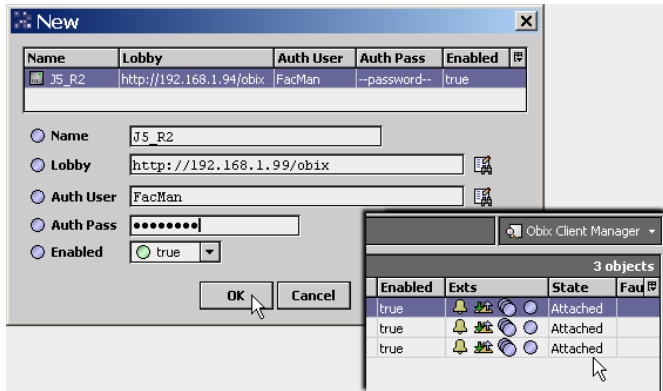 New
Name Lobby Auth User Auth Pass Enabled
J5_R2 http://192.168.1.94/obix FacMan --password-- true
Name J5_R2
Lobby http://192.168.1.99/obix
Auth User FacMan
Auth Pass ●●●●●●●●
Enabled true
OK Cancel
Obix Client Manager
3 objects
Enabled Exts State Fau
true Attached
true Attached
true Attached